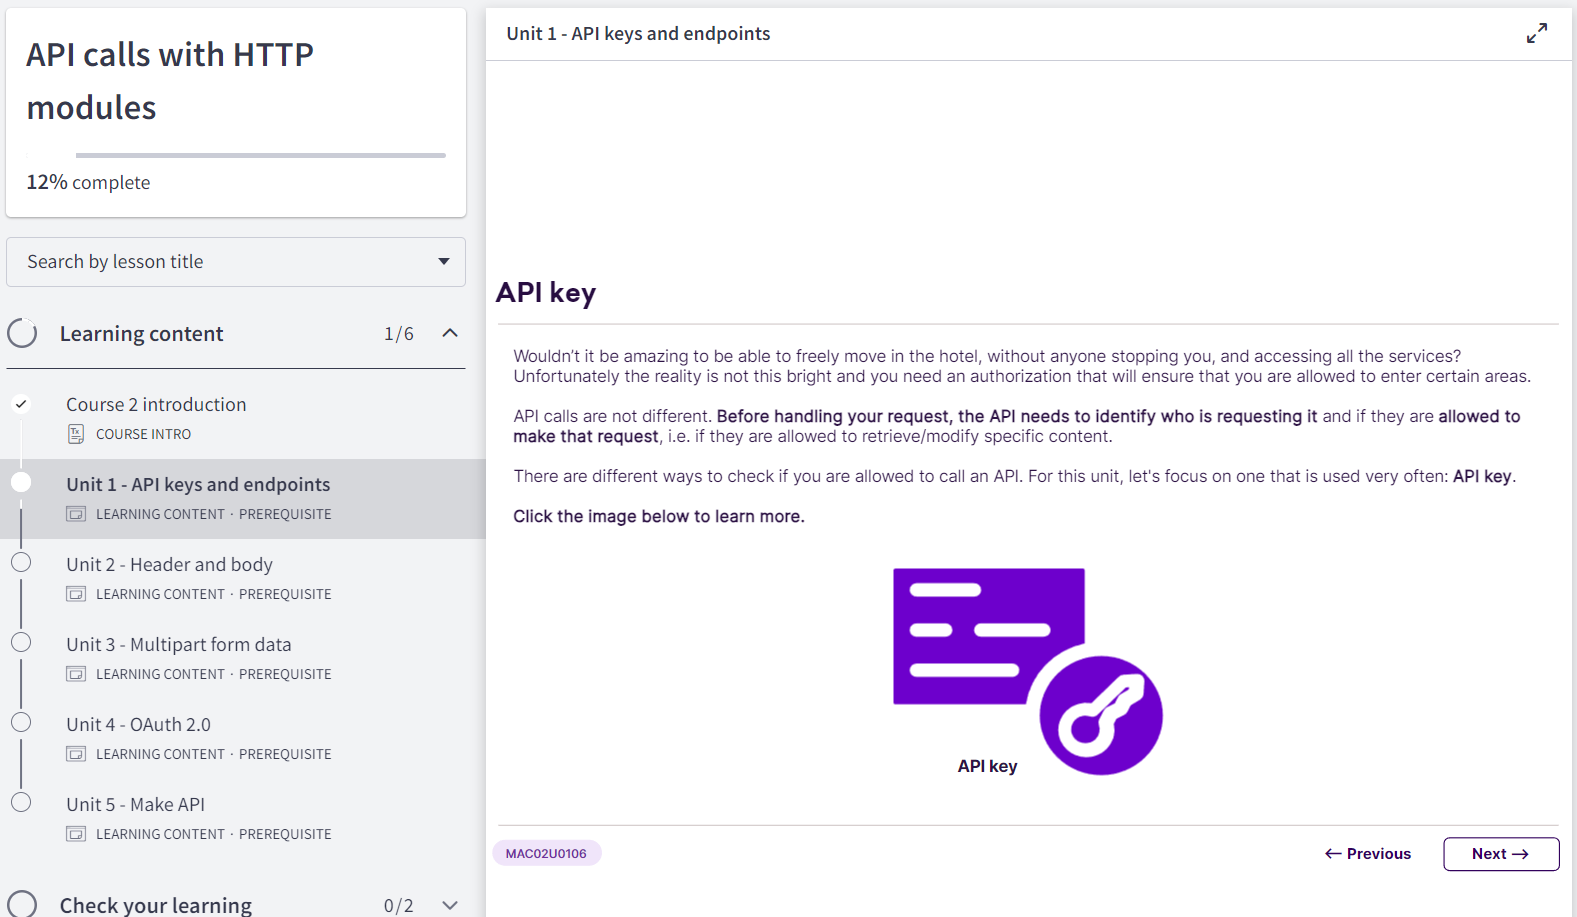 API calls with HTTP
modules
12% complete
Search by lesson title
Learning content 1/6
Course 2 introduction
COURSE INTRO
Unit 1 - API keys and endpoints
LEARNING CONTENT · PREREQUISITE
Unit 2 - Header and body
LEARNING CONTENT · PREREQUISITE
Unit 3 - Multipart form data
LEARNING CONTENT · PREREQUISITE
Unit 4 - OAuth 2.0
LEARNING CONTENT · PREREQUISITE
Unit 5 - Make API
LEARNING CONTENT · PREREQUISITE
Check your learning 0/2
Unit 1 - API keys and endpoints
API key
Wouldn't it be amazing to be able to freely move in the hotel, without anyone stopping you, and accessing all the services?
Unfortunately the reality is not this bright and you need an authorization that will ensure that you are allowed to enter certain areas.
API calls are not different. Before handling your request, the API needs to identify who is requesting it and if they are allowed to
make that request, i.e. if they are allowed to retrieve/modify specific content.
There are different ways to check if you are allowed to call an API. For this unit, let's focus on one that is used very often: API key.
Click the image below to learn more.
API key
MAC02U0106
← Previous
Next →